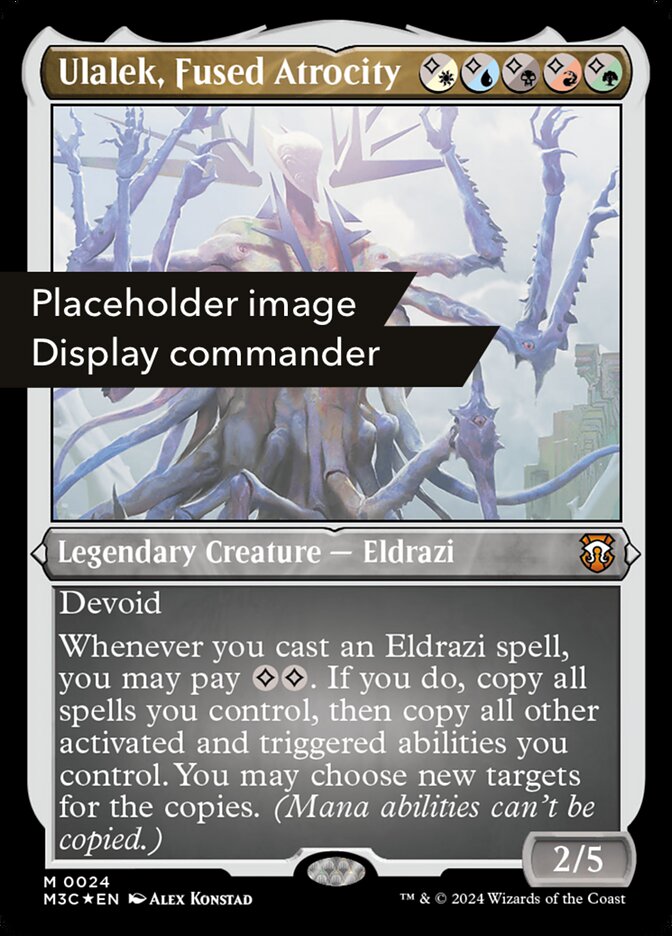 Ulalek, Fused Atrocity
Placeholder image
Display commander
Legendary Creature — Eldrazi
Devoid
Whenever you cast an Eldrazi spell,
you may pay . If you do, copy all
spells you control, then copy all other
activated and triggered abilities you
control. You may choose new targets
for the copies. (Mana abilities can't be
copied.)
2/5
M 0024
M3C★EN Alex Konstad
™ & © 2024 Wizards of the Coast